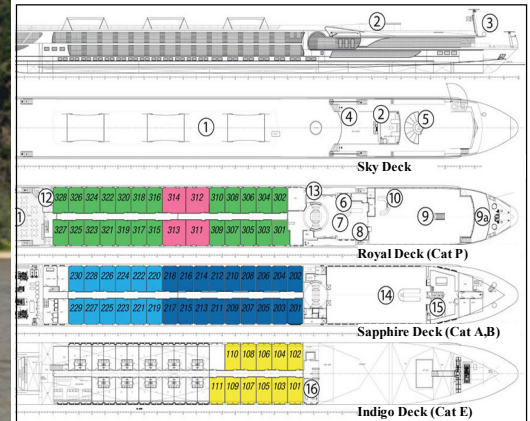 2 3
1 4 2 5
Sky Deck
12 13 6 10
328 326 324 322 320 318 316 314 312 310 308 306 304 302
1 7 9 9a
327 325 323 321 319 317 315 313 311 309 307 305 303 301 8
Royal Deck (Cat P)
230 228 226 224 222 220 218 216 214 212 210 208 206 204 202
14 15
229 227 225 223 221 219 217 215 213 211 209 207 205 203 201
Sapphire Deck (Cat A,B)
110 108 106 104 102
111 109 107 105 103 101 16
Indigo Deck (Cat E)